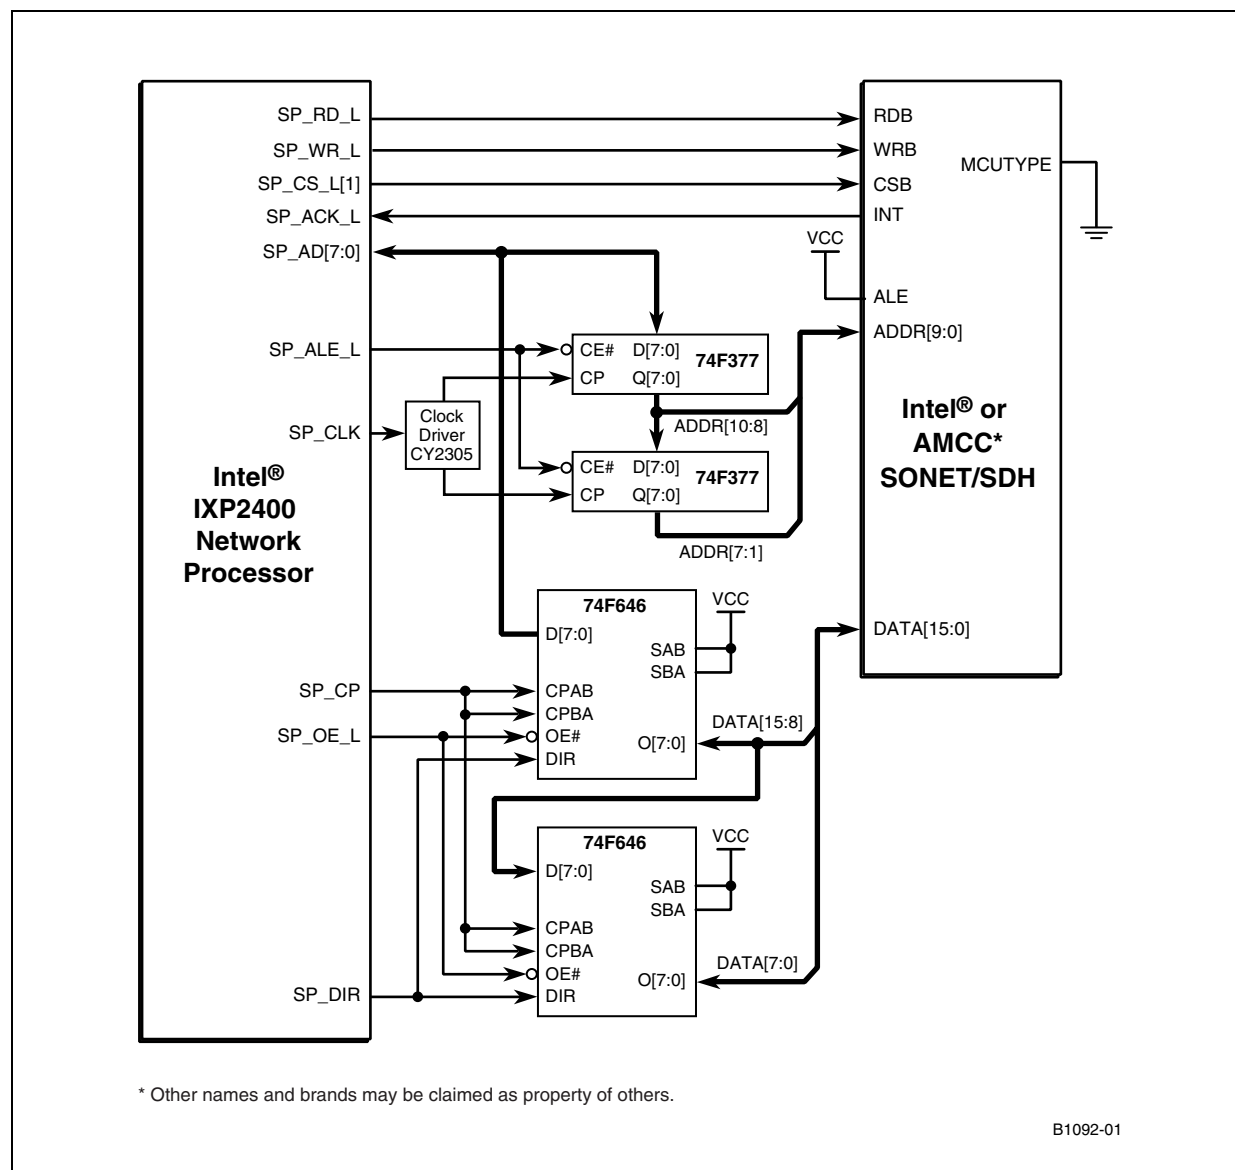 SP_RD_L
SP_WR_L
SP_CS_L[1]
SP_ACK_L
SP_AD[7:0]
SP_ALE_L
SP_CLK
Intel®
IXP2400
Network
Processor
SP_CP
SP_OE_L
SP_DIR
Clock
Driver
CY2305
CE# D[7:0] 74F377
CP Q[7:0]
ADDR[10:8]
CE# D[7:0] 74F377
CP Q[7:0]
ADDR[7:1]
74F646
D[7:0]
VCC
SAB
SBA
CPAB
CPBA
OE#
DIR
O[7:0]
DATA[15:8]
74F646
D[7:0]
VCC
SAB
SBA
CPAB
CPBA
OE#
DIR
O[7:0]
DATA[7:0]
RDB
WRB
MCUTYPE
CSB
INT
VCC
ALE
ADDR[9:0]
Intel® or
AMCC*
SONET/SDH
DATA[15:0]
* Other names and brands may be claimed as property of others.
B1092-01